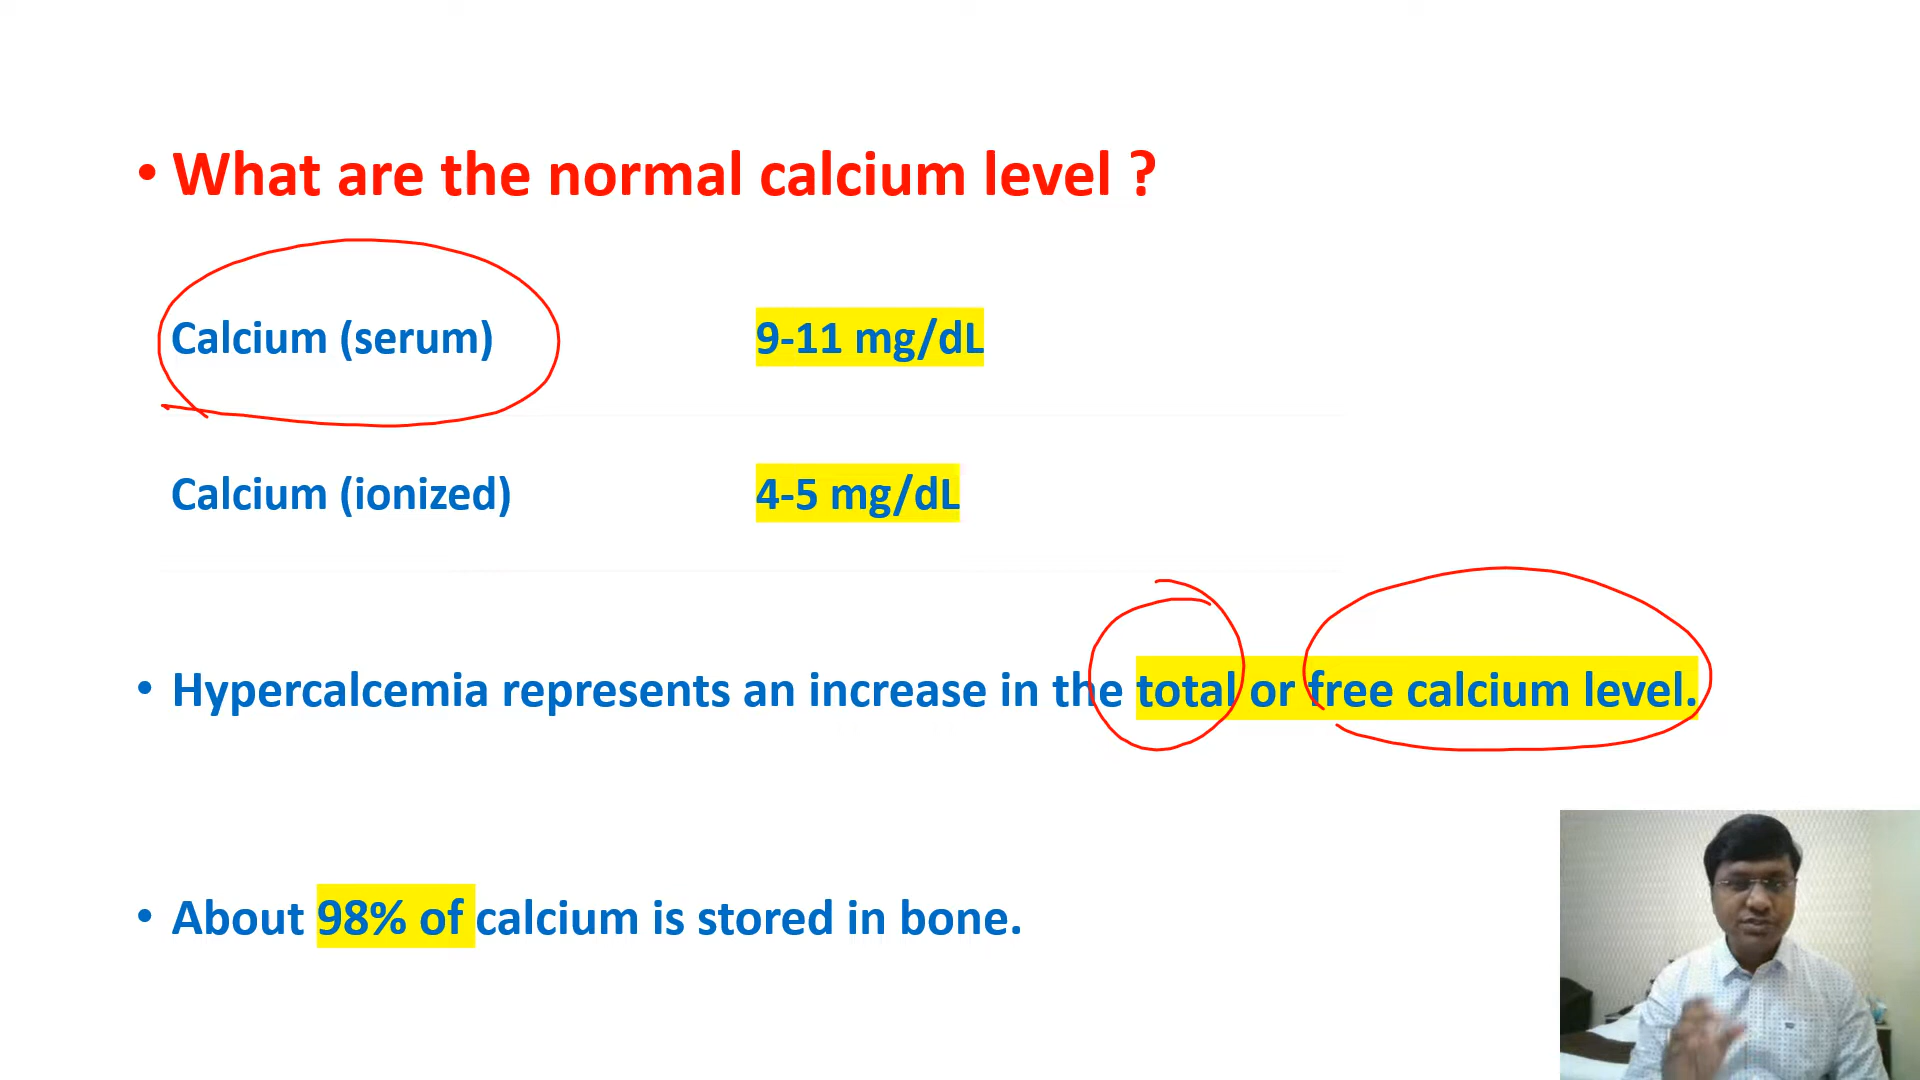 • What are the normal calcium level ?
Calcium (serum) 9-11 mg/dL
Calcium (ionized) 4-5 mg/dL
• Hypercalcemia represents an increase in the total or free calcium level.
• About 98% of calcium is stored in bone.